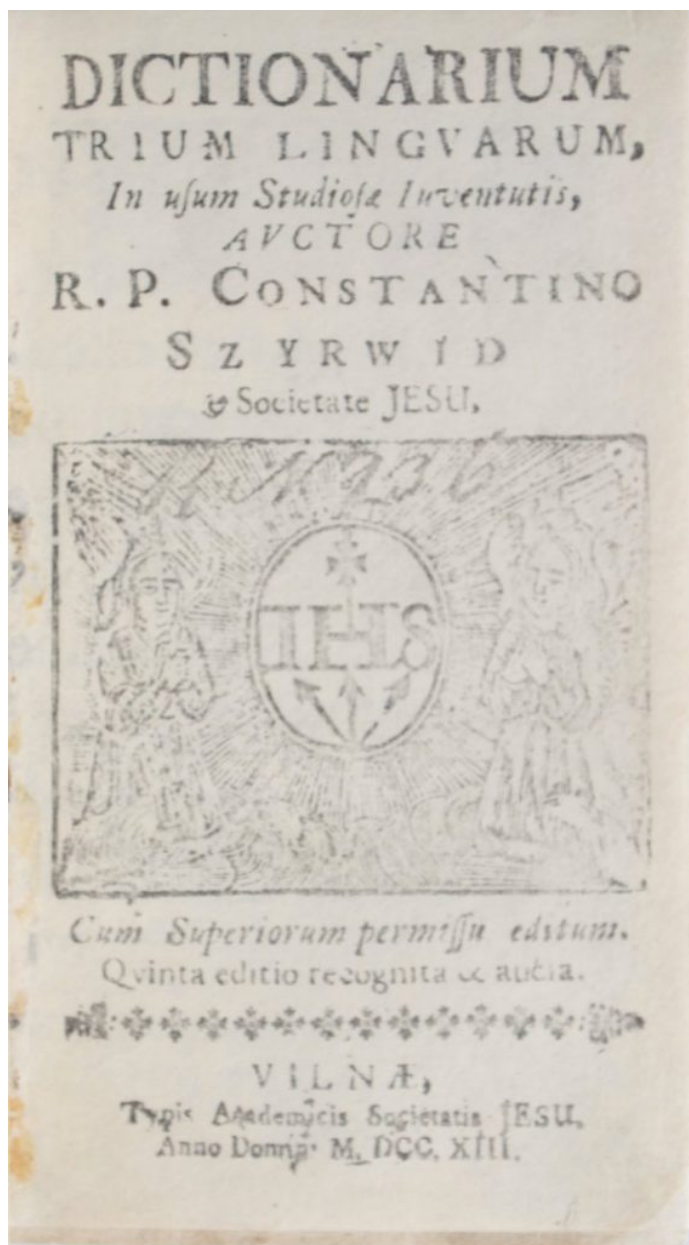 DICTIONARIUM
TRIUM LINGVARUM,
In uſum Studioſæ Iuventutis,
AVCTORE
R. P. CONSTANTINO
SZYRWID
è Societate JESU.
IHS
Cum Superiorum permiſſu editum.
Qvinta editio recognita & aucta.
VILNÆ,
Typis Academicis Societatis JESU.
Anno Domini M. DCC. XIII.